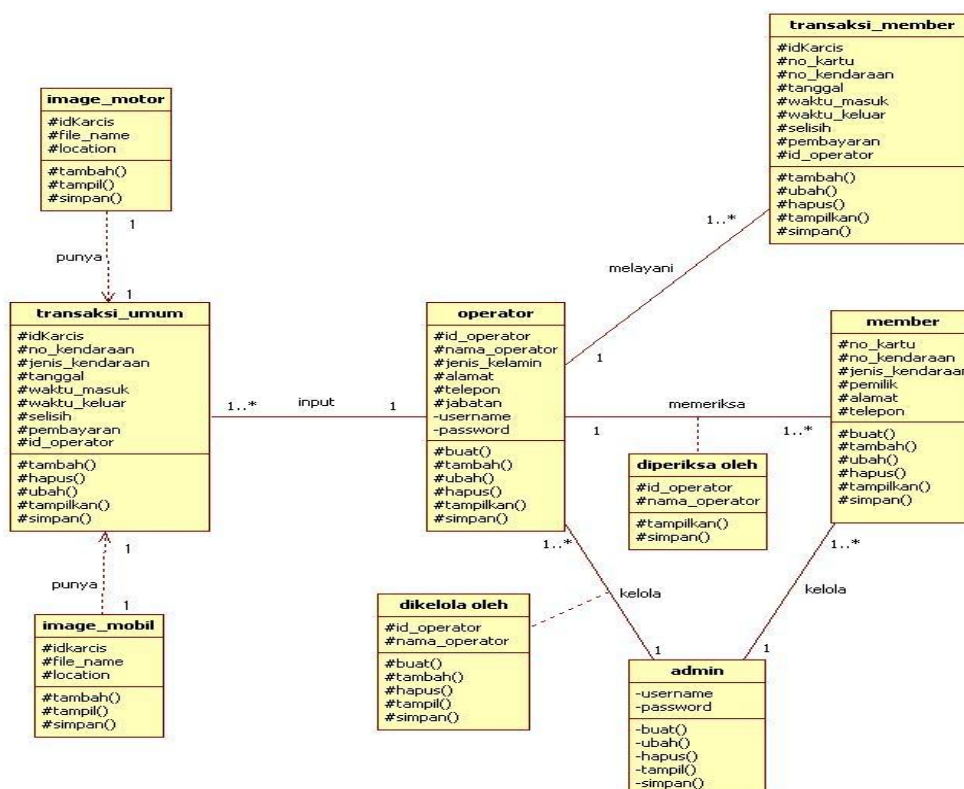 transaksi_member
#idKarcis
#no_kartu
#no_kendaraan
#tanggal
#waktu_masuk
#waktu_keluar
#selisih
#pembayaran
#id_operator
#tambah()
#ubah()
#hapus()
#tampilkan()
#simpan()
image_motor
#idKarcis
#file_name
#location
#tambah()
#tampil()
#simpan()
1
punya
1
1..*
melayani
1
transaksi_umum
#idKarcis
#no_kendaraan
#jenis_kendaraan
#tanggal
#waktu_masuk
#waktu_keluar
#selisih
#pembayaran
#id_operator
#tambah()
#hapus()
#ubah()
#tampilkan()
#simpan()
1..*
input
1
operator
#id_operator
#nama_operator
#jenis_kelamin
#alamat
#telepon
#jabatan
-username
-password
#buat()
#tambah()
#ubah()
#hapus()
#tampilkan()
#simpan()
memeriksa
1
1..*
member
#no_kartu
#no_kendaraan
#jenis_kendaraan
#pemilik
#alamat
#telepon
#buat()
#tambah()
#ubah()
#hapus()
#tampilkan()
#simpan()
diperiksa oleh
#id_operator
#nama_operator
#tampilkan()
#simpan()
1
punya
1
image_mobil
#idkarcis
#file_name
#location
#tambah()
#tampil()
#simpan()
1..*
kelola
1
1..*
kelola
1
dikelola oleh
#id_operator
#nama_operator
#buat()
#tambah()
#hapus()
#tampil()
#simpan()
admin
-username
-password
-buat()
-ubah()
-hapus()
-tampil()
-simpan()